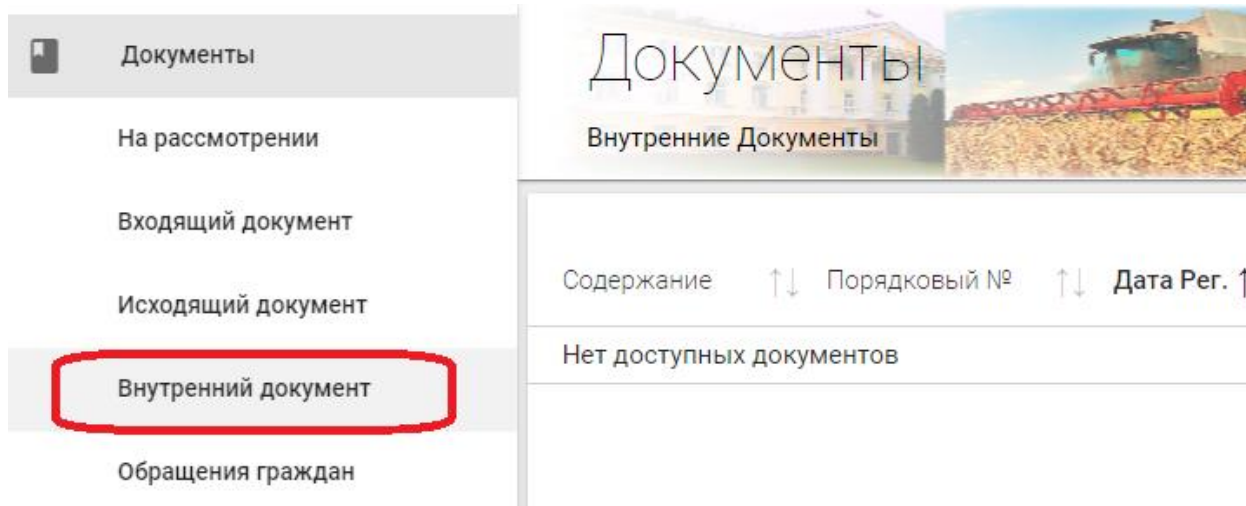 Документы
На рассмотрении
Входящий документ
Исходящий документ
Внутренний документ
Обращения граждан
Документы
Внутренние Документы
Содержание ↑↓ Порядковый № ↑↓ Дата Рег. ↑
Нет доступных документов